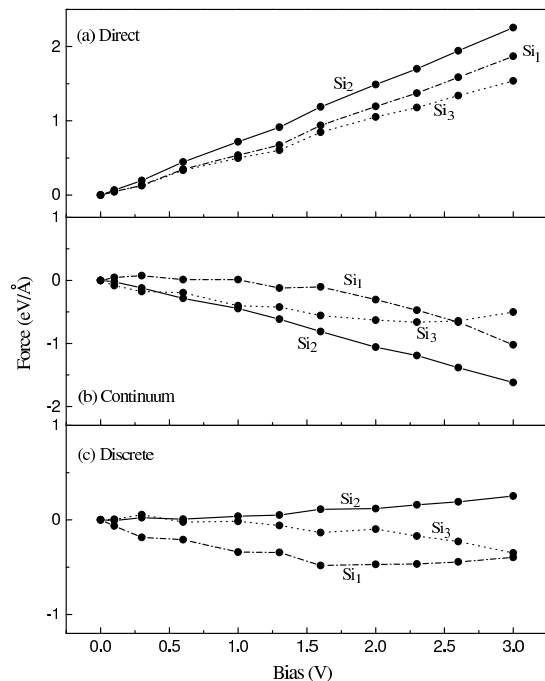 (a) Direct
2
1
0
Si2
Si1
Si3
(b) Continuum
0
-1
-2
Si1
Si3
Si2
(c) Discrete
1
0
-1
Si2
Si3
Si1
Force (eV/Å)
0.0 0.5 1.0 1.5 2.0 2.5 3.0
Bias (V)